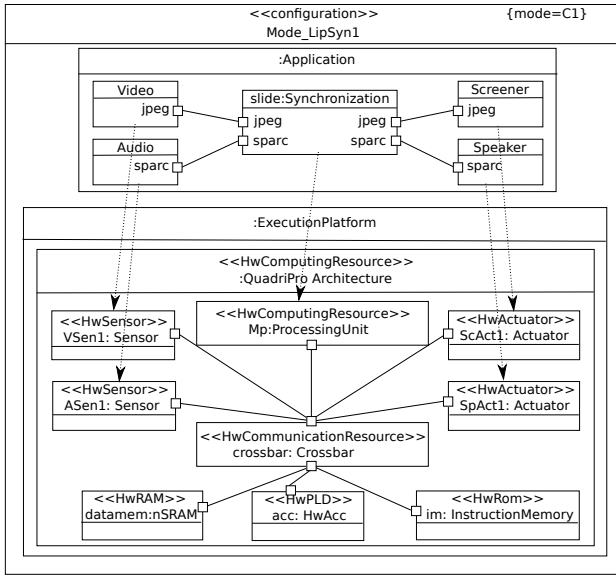 <<configuration>> {mode=C1}
Mode_LipSyn1
:Application
Video
jpeg
slide:Synchronization
jpeg jpeg
sparc sparc
Screener
jpeg
Audio
sparc
Speaker
sparc
:ExecutionPlatform
<<HwComputingResource>>
:QuadriPro Architecture
<<HwSensor>>
VSen1: Sensor
<<HwComputingResource>>
Mp:ProcessingUnit
<<HwActuator>>
ScAct1: Actuator
<<HwSensor>>
ASen1: Sensor
<<HwActuator>>
SpAct1: Actuator
<<HwCommunicationResource>>
crossbar: Crossbar
<<HwRAM>>
datamem:nSRAM
<<HwPLD>>
acc: HwAcc
<<HwRom>>
im: InstructionMemory